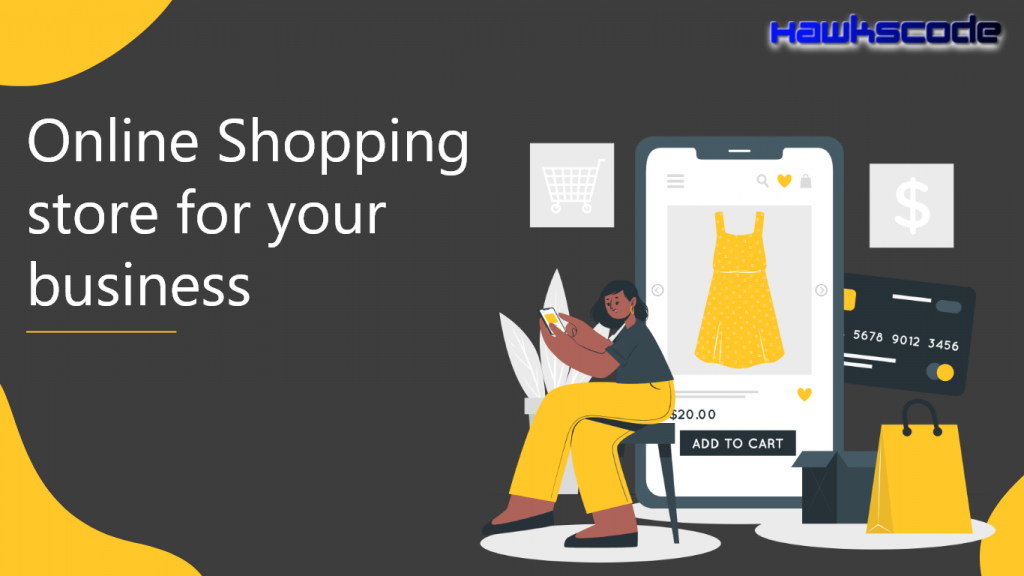 HAWKSCODE
Online Shopping
store for your
business
5678 9012 3456
$
$20.00
ADD TO CART